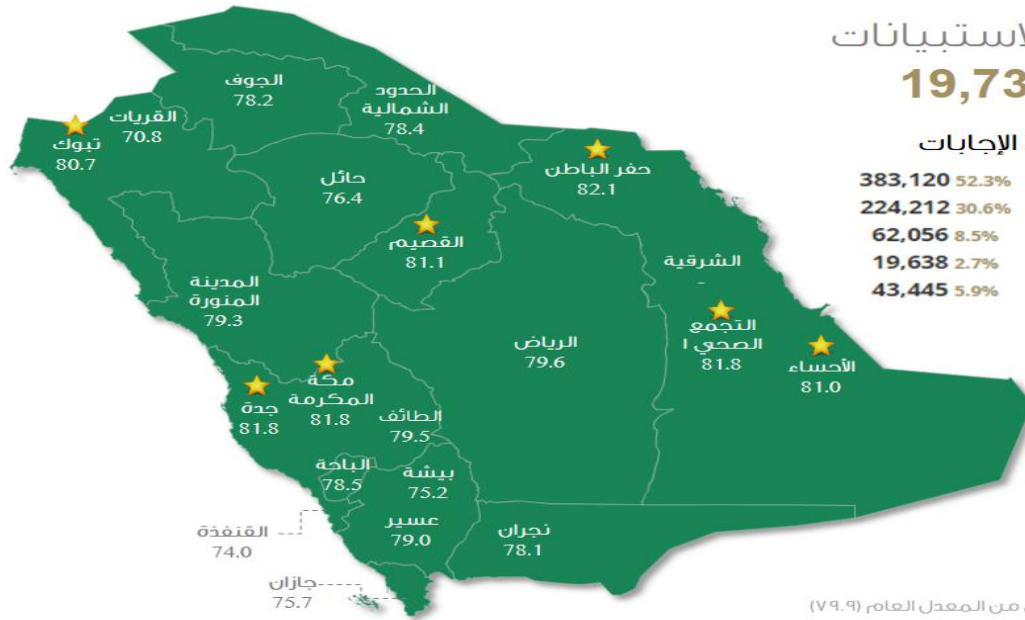 لاستبيانات
19,73
الإجابات
383,120 52.3%
224,212 30.6%
62,056 8.5%
19,638 2.7%
43,445 5.9%
الجوف
78.2
الحدود
الشمالية
78.4
القريات
70.8
تبوك
80.7
حفر الباطن
82.1
حائل
76.4
القصيم
81.1
الشرقية
-
المدينة
المنورة
79.3
التجمع
الصحي ا
81.8
الأحساء
81.0
الرياض
79.6
مكة
المكرمة
81.8
جدة
81.8
الطائف
79.5
الباحة
78.5
بيشة
75.2
عسير
79.0
نجران
78.1
القنفذة
74.0
جازان
75.7
من المعدل العام (٧٩.٩)